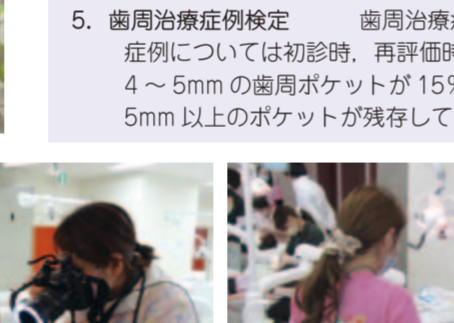 5. 歯周治療症例検定 歯周治療
症例については初診時，再評価時
4 ～ 5mm の歯周ポケットが 15%
5mm 以上のポケットが残存して